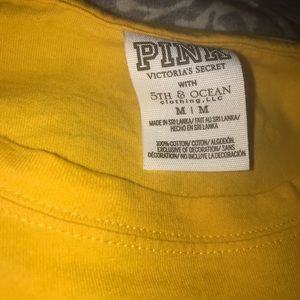 PINK
VICTORIA'S SECRET
WITH
5TH & OCEAN
clothing, LLC
M | M
MADE IN SRI LANKA/ FAIT AU SRI LANKA/
HECHO EN SRI LANKA
100% COTTON/ COTON/ ALGODÓN.
EXCLUSIVE OF DECORATION/ SANS
DÉCORATION/ NO INCLUYE LA DECORACIÓN.